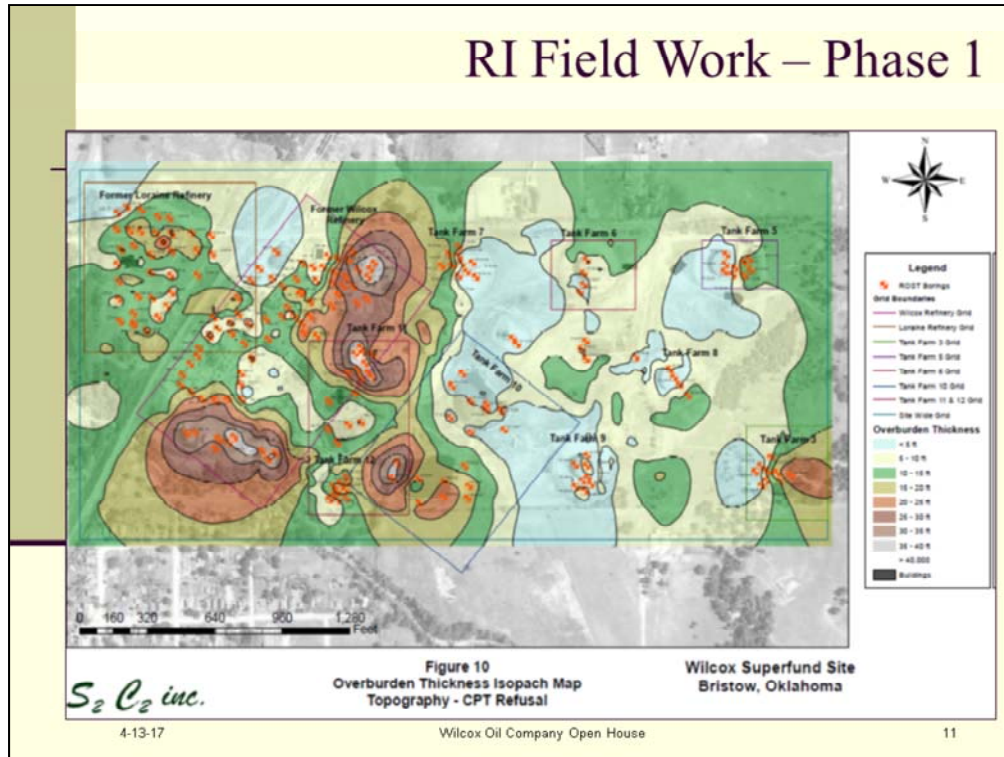 RI Field Work – Phase 1
Former Loraine Refinery
Former Wilcox
Refinery
Tank Farm 7
Tank Farm 6
Tank Farm 5
Tank Farm 11
Tank Farm 10
Tank Farm 8
Tank Farm 9
Tank Farm 3
Tank Farm 12
N
W
E
S
Legend
ROST Borings
Grid Boundaries
Wilcox Refinery Grid
Loraine Refinery Grid
Tank Farm 3 Grid
Tank Farm 5 Grid
Tank Farm 6 Grid
Tank Farm 10 Grid
Tank Farm 11 & 12 Grid
Site Wide Grid
Overburden Thickness
< 5 ft
5 - 10 ft
10 - 15 ft
15 - 20 ft
20 - 25 ft
25 - 30 ft
30 - 35 ft
35 - 40 ft
> 40.000
Buildings
0 160 320 640 960 1,280
Feet
Figure 10
Overburden Thickness Isopach Map
Topography - CPT Refusal
Wilcox Superfund Site
Bristow, Oklahoma
S2 C2 inc.
4-13-17
Wilcox Oil Company Open House
11